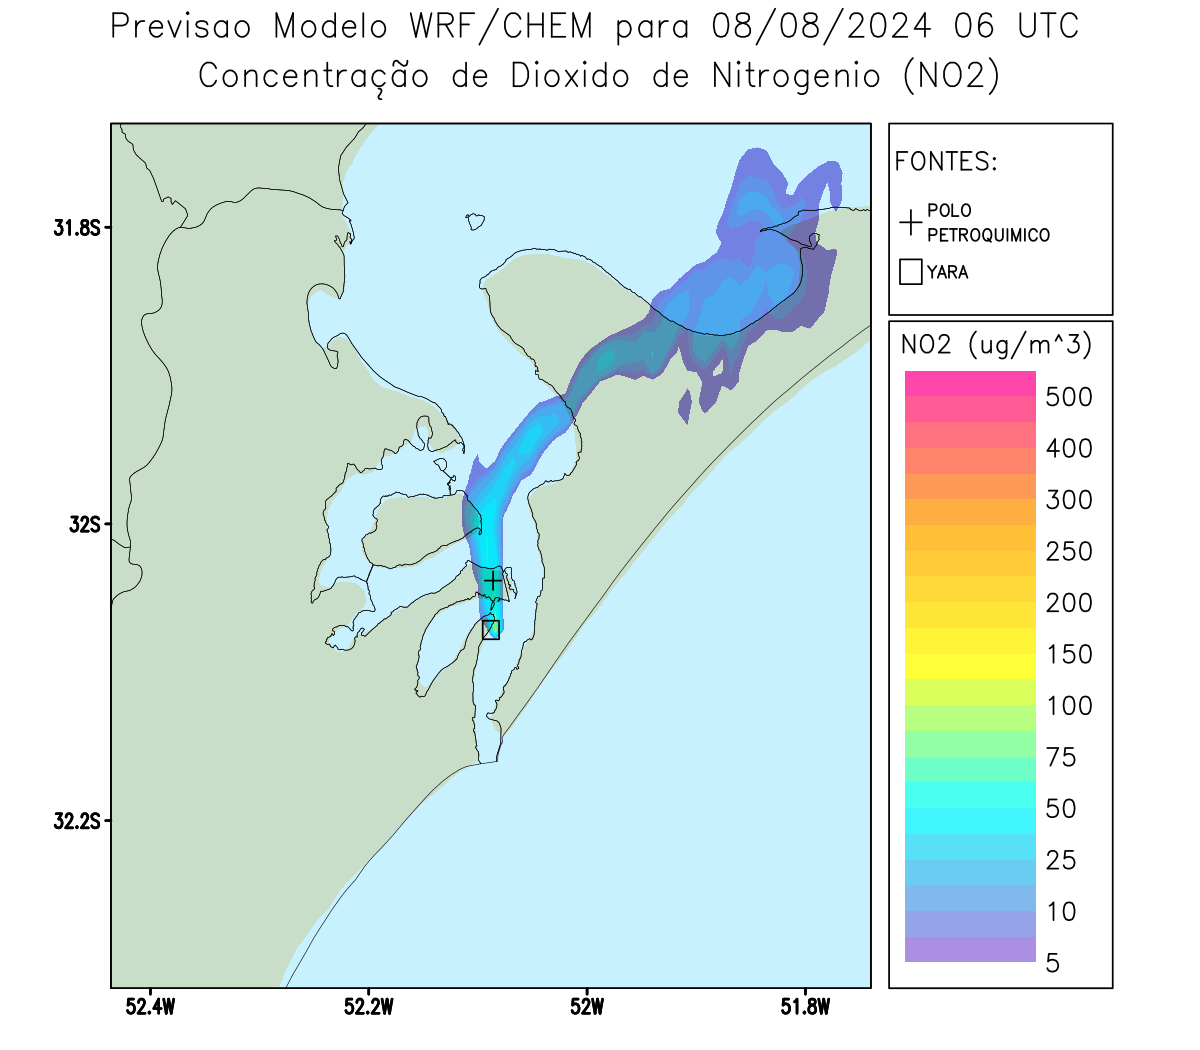 Previsao Modelo WRF/CHEM para 08/08/2024 06 UTC
Concentração de Dioxido de Nitrogenio (NO2)
FONTES:
POLO
PETROQUIMICO
YARA
NO2 (ug/m^3)
500
400
300
250
200
150
100
75
50
25
10
5
31.8S
32S
32.2S
52.4W
52.2W
52W
51.8W